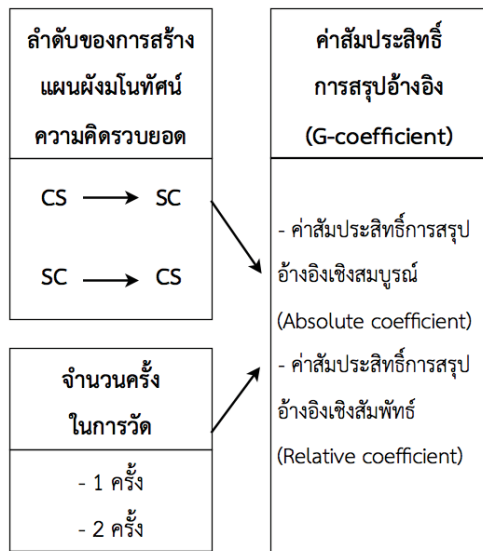 ลำดับของการสร้าง
แผนผังมโนทัศน์
ความคิดรวบยอด
CS → SC
SC → CS
จำนวนครั้ง
ในการวัด
- 1 ครั้ง
- 2 ครั้ง
ค่าสัมประสิทธิ์
การสรุปอ้างอิง
(G-coefficient)
- ค่าสัมประสิทธิ์การสรุป
อ้างอิงเชิงสมบูรณ์
(Absolute coefficient)
- ค่าสัมประสิทธิ์การสรุป
อ้างอิงเชิงสัมพัทธ์
(Relative coefficient)